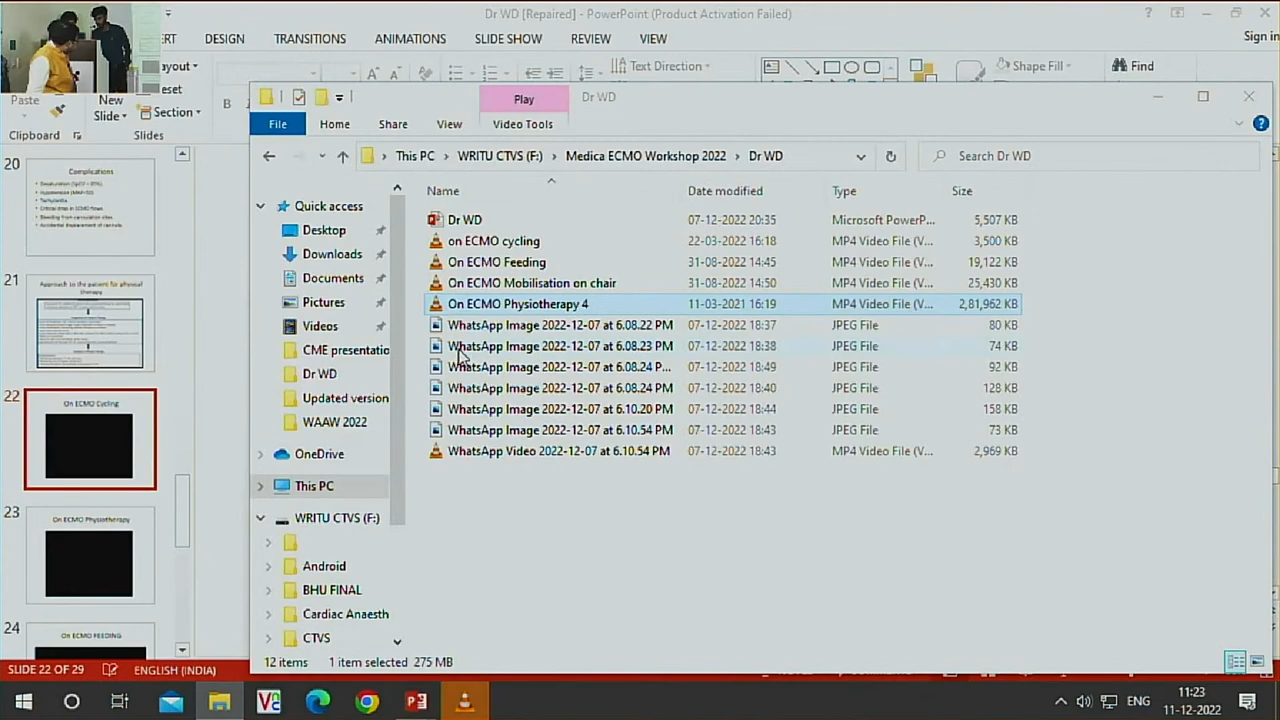 Dr WD [Repaired] - PowerPoint (Product Activation Failed)
DESIGN TRANSITIONS ANIMATIONS SLIDE SHOW REVIEW VIEW Sign in
Text Direction Shape Fill Find
Paste New Slide Section
Clipboard Slides
Play Dr WD
File Home Share View Video Tools
This PC WRITU CTVS (F:) Medica ECMO Workshop 2022 Dr WD Search Dr WD
Name Date modified Type Size
Dr WD 07-12-2022 20:35 Microsoft PowerP... 5,507 KB
on ECMO cycling 22-03-2022 16:18 MP4 Video File (V... 3,500 KB
On ECMO Feeding 31-08-2022 14:45 MP4 Video File (V... 19,122 KB
On ECMO Mobilisation on chair 31-08-2022 14:59 MP4 Video File (V... 25,430 KB
On ECMO Physiotherapy 4 11-03-2021 16:19 MP4 Video File (V... 2,81,962 KB
WhatsApp Image 2022-12-07 at 6.08.22 PM 07-12-2022 18:37 JPEG File 80 KB
WhatsApp Image 2022-12-07 at 6.08.23 PM 07-12-2022 18:38 JPEG File 74 KB
WhatsApp Image 2022-12-07 at 6.08.24 P... 07-12-2022 18:49 JPEG File 92 KB
WhatsApp Image 2022-12-07 at 6.08.24 PM 07-12-2022 18:40 JPEG File 128 KB
WhatsApp Image 2022-12-07 at 6.10.20 PM 07-12-2022 18:44 JPEG File 158 KB
WhatsApp Image 2022-12-07 at 6.10.54 PM 07-12-2022 18:43 JPEG File 73 KB
WhatsApp Video 2022-12-07 at 6.10.54 PM 07-12-2022 18:43 MP4 Video File (V... 2,969 KB
Quick access
Desktop
Downloads
Documents
Pictures
Videos
CME presentatio
Dr WD
Updated version
WAAW 2022
OneDrive
This PC
WRITU CTVS (F:)
Android
BHU FINAL
Cardiac Anaesth
CTVS
12 items 1 item selected 275 MB
20
Complications
Tachycardia
Critical drop in ECMO flows
Bleeding from cannulation sites
Accidental displacement of cannula
21
Approach to the patient for physical therapy
22
On ECMO Cycling
23
On ECMO Physiotherapy
24
On ECMO FEEDING
SLIDE 22 OF 29 ENGLISH (INDIA)
ENG 11:23
11-12-2022